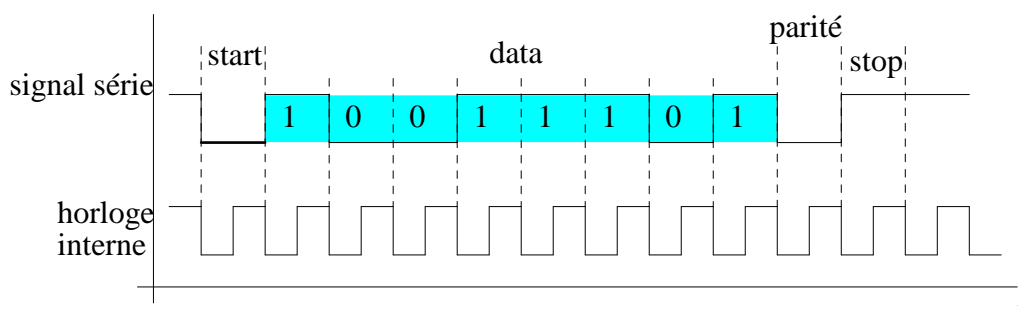 parité
start data stop
signal série
1 0 0 1 1 1 0 1
horloge
interne